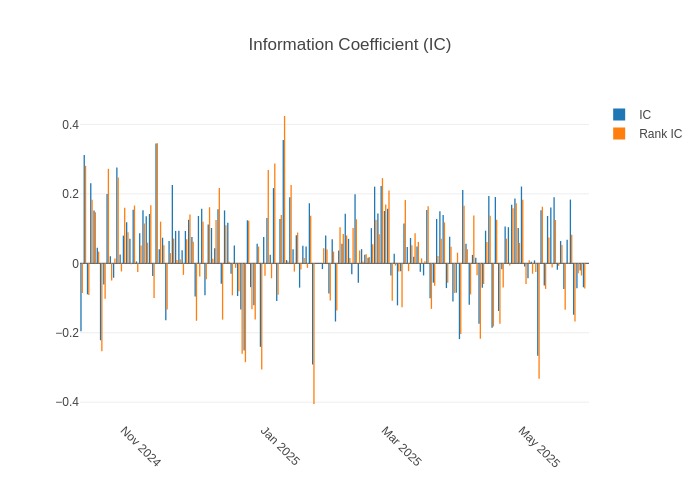 Information Coefficient (IC)
IC
Rank IC
0.4
0.2
0
−0.2
−0.4
Nov 2024
Jan 2025
Mar 2025
May 2025